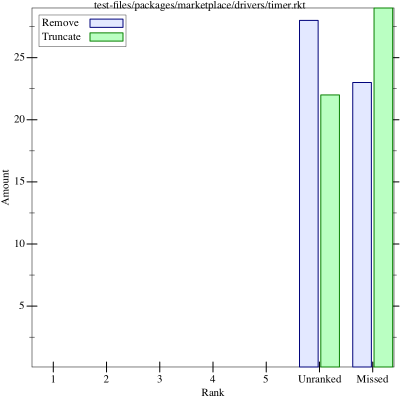 test-files/packages/marketplace/drivers/timer.rkt
Remove
Truncate
25
20
15
10
5
Amount
1 2 3 4 5 Unranked Missed
Rank